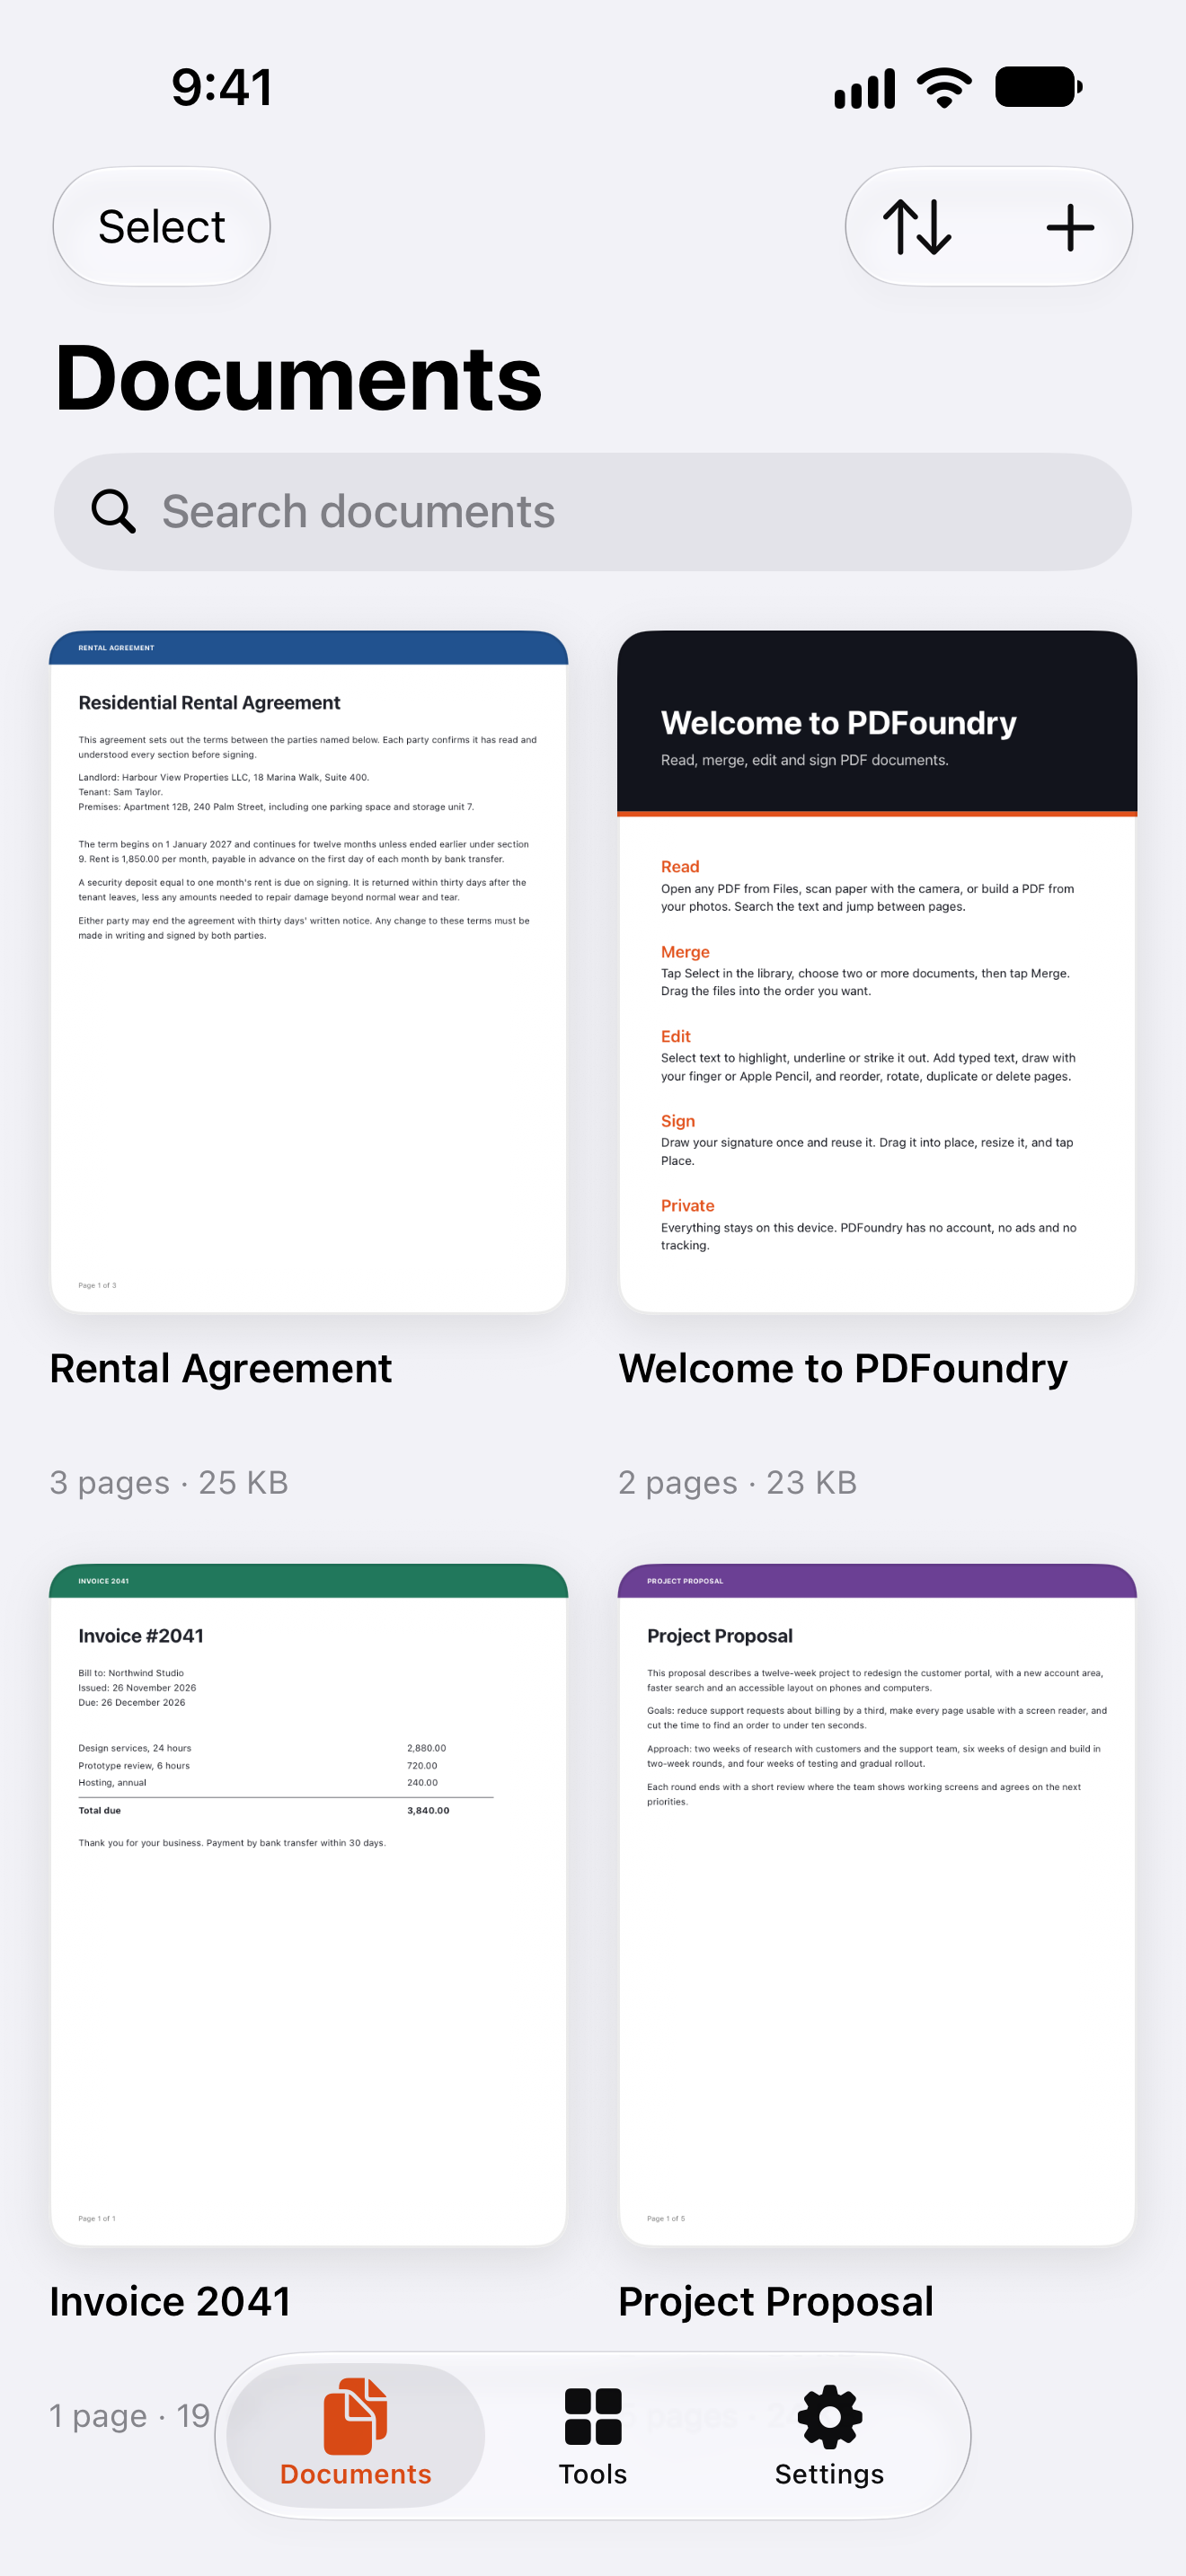 9:41
Select
Documents
Search documents
RENTAL AGREEMENT
Residential Rental Agreement
This agreement sets out the terms between the parties named below. Each party confirms it has read and
understood every section before signing.
Landlord: Harbour View Properties LLC, 18 Marina Walk, Suite 400.
Tenant: Sam Taylor.
Premises: Apartment 12B, 240 Palm Street, including one parking space and storage unit 7.
The term begins on 1 January 2027 and continues for twelve months unless ended earlier under section
9. Rent is 1,850.00 per month, payable in advance on the first day of each month by bank transfer.
A security deposit equal to one month's rent is due on signing. It is returned within thirty days after the
tenant leaves, less any amounts needed to repair damage beyond normal wear and tear.
Either party may end the agreement with thirty days' written notice. Any change to these terms must be
made in writing and signed by both parties.
Page 1 of 3
Rental Agreement
3 pages · 25 KB
Welcome to PDFoundry
Read, merge, edit and sign PDF documents.
Read
Open any PDF from Files, scan paper with the camera, or build a PDF from
your photos. Search the text and jump between pages.
Merge
Tap Select in the library, choose two or more documents, then tap Merge.
Drag the files into the order you want.
Edit
Select text to highlight, underline or strike it out. Add typed text, draw with
your finger or Apple Pencil, and reorder, rotate, duplicate or delete pages.
Sign
Draw your signature once and reuse it. Drag it into place, resize it, and tap
Place.
Private
Everything stays on this device. PDFoundry has no account, no ads and no
tracking.
Welcome to PDFoundry
2 pages · 23 KB
INVOICE 2041
Invoice #2041
Bill to: Northwind Studio
Issued: 26 November 2026
Due: 26 December 2026
Design services, 24 hours 2,880.00
Prototype review, 6 hours 720.00
Hosting, annual 240.00
Total due 3,840.00
Thank you for your business. Payment by bank transfer within 30 days.
Page 1 of 1
Invoice 2041
1 page · 19
PROJECT PROPOSAL
Project Proposal
This proposal describes a twelve-week project to redesign the customer portal, with a new account area,
faster search and an accessible layout on phones and computers.
Goals: reduce support requests about billing by a third, make every page usable with a screen reader, and
cut the time to find an order to under ten seconds.
Approach: two weeks of research with customers and the support team, six weeks of design and build in
two-week rounds, and four weeks of testing and gradual rollout.
Each round ends with a short review where the team shows working screens and agrees on the next
priorities.
Page 1 of 5
Project Proposal
Documents
Tools
Settings